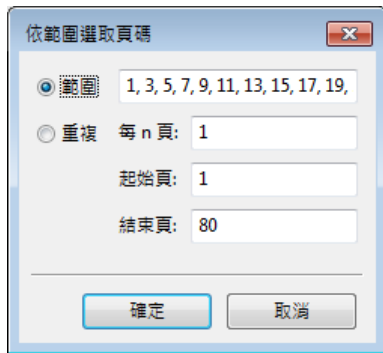 依範圍選取頁碼
範圍 1, 3, 5, 7, 9, 11, 13, 15, 17, 19,
重複 每 n 頁: 1
起始頁: 1
結束頁: 80
確定 取消